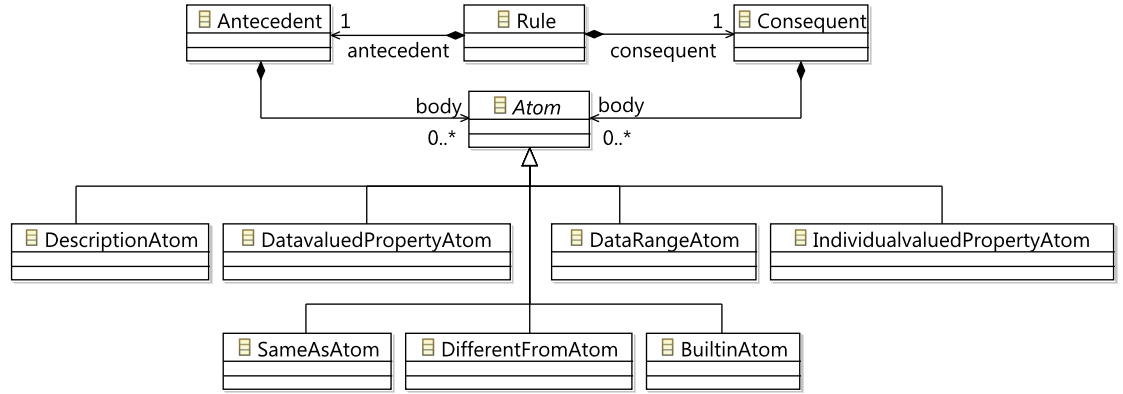 Antecedent 1 Rule 1 Consequent
antecedent consequent
body Atom body
0..* 0..*
DescriptionAtom DatavaluedPropertyAtom DataRangeAtom IndividualvaluedPropertyAtom
SameAsAtom DifferentFromAtom BuiltinAtom